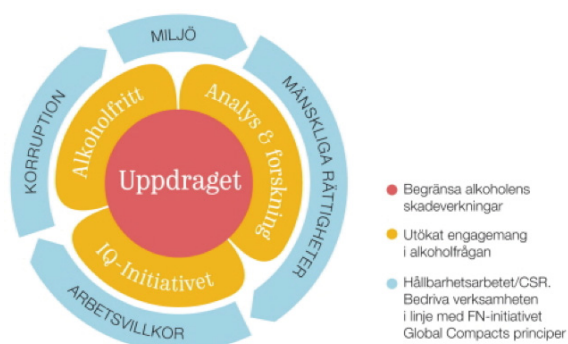 MILJÖ
KORRUPTION
MÄNSKLIGA RÄTTIGHETER
ARBETSVILLKOR
Alkoholfritt
Analys & forskning
IQ-Initiativet
Uppdraget
Begränsa alkoholens
skadeverkningar
Utökat engagemang
i alkoholfrågan
Hållbarhetsarbetet/CSR.
Bedriva verksamheten
i linje med FN-initiativet
Global Compacts principer